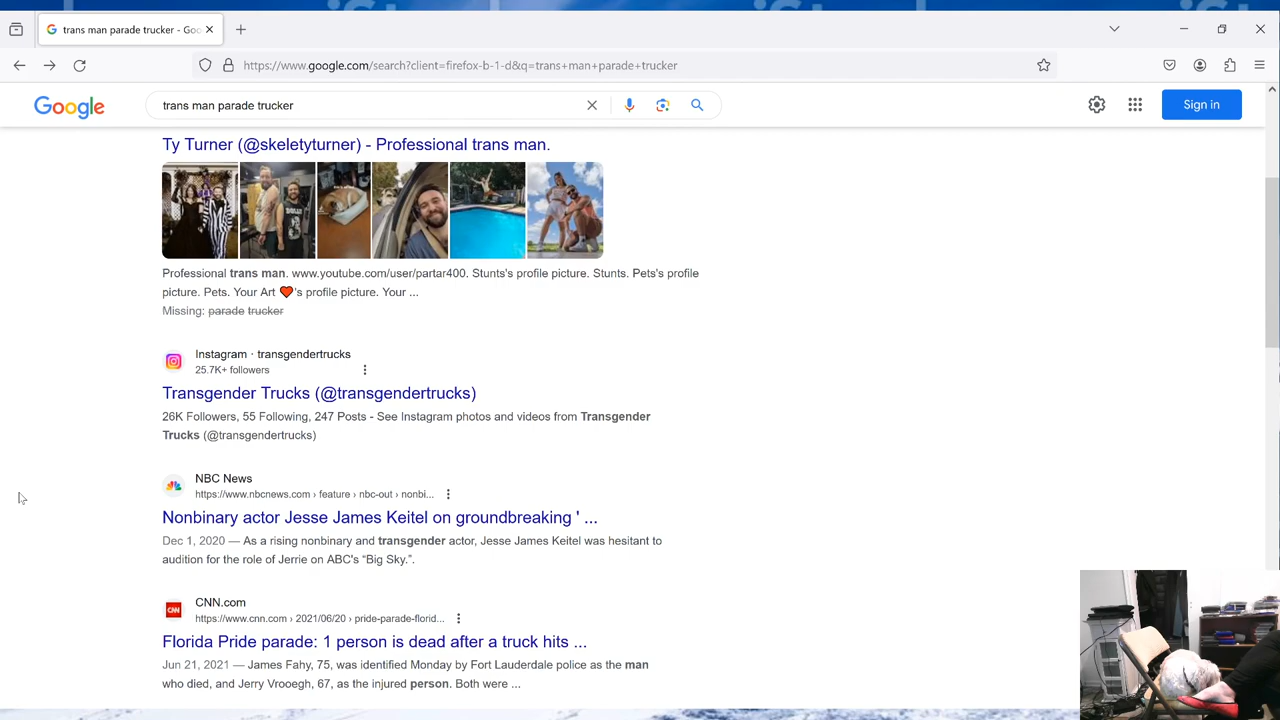 trans man parade trucker - Goo
https://www.google.com/search?client=firefox-b-1-d&q=trans+man+parade+trucker
Google
trans man parade trucker
Sign in
Ty Turner (@skeletyturner) - Professional trans man.
Professional trans man. www.youtube.com/user/partar400. Stunts's profile picture. Stunts. Pets's profile
picture. Pets. Your Art ❤️'s profile picture. Your ...
Missing: parade trucker
Instagram · transgendertrucks
25.7K+ followers
Transgender Trucks (@transgendertrucks)
26K Followers, 55 Following, 247 Posts - See Instagram photos and videos from Transgender
Trucks (@transgendertrucks)
NBC News
https://www.nbcnews.com › feature › nbc-out › nonbi...
Nonbinary actor Jesse James Keitel on groundbreaking ' ...
Dec 1, 2020 — As a rising nonbinary and transgender actor, Jesse James Keitel was hesitant to
audition for the role of Jerrie on ABC's “Big Sky.”.
CNN.com
https://www.cnn.com › 2021/06/20 › pride-parade-florid...
Florida Pride parade: 1 person is dead after a truck hits ...
Jun 21, 2021 — James Fahy, 75, was identified Monday by Fort Lauderdale police as the man
who died, and Jerry Vrooegh, 67, as the injured person. Both were ...